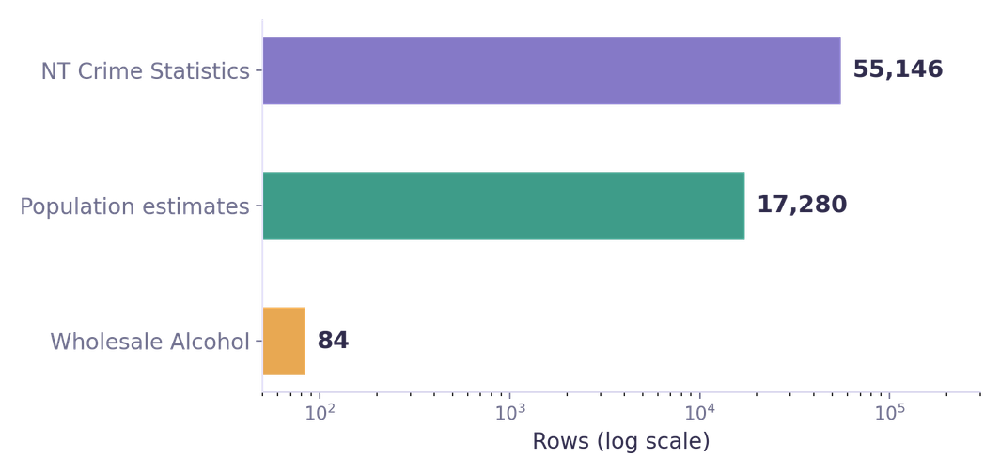 NT Crime Statistics
55,146
Population estimates
17,280
Wholesale Alcohol
84
10²
10³
10⁴
10⁵
Rows (log scale)